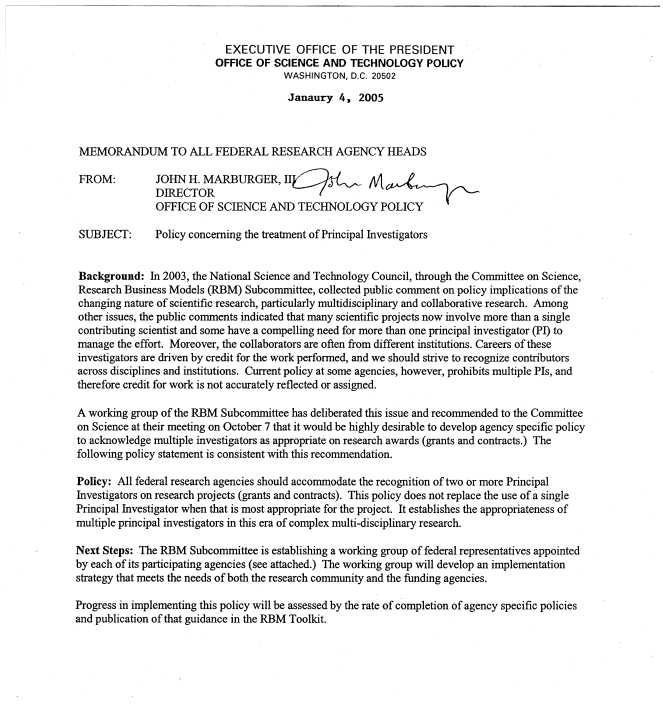 EXECUTIVE OFFICE OF THE PRESIDENT
OFFICE OF SCIENCE AND TECHNOLOGY POLICY
WASHINGTON, D.C. 20502
Janaury 4, 2005
MEMORANDUM TO ALL FEDERAL RESEARCH AGENCY HEADS
FROM: JOHN H. MARBURGER, III John Marburger
DIRECTOR
OFFICE OF SCIENCE AND TECHNOLOGY POLICY
SUBJECT: Policy concerning the treatment of Principal Investigators
Background: In 2003, the National Science and Technology Council, through the Committee on Science,
Research Business Models (RBM) Subcommittee, collected public comment on policy implications of the
changing nature of scientific research, particularly multidisciplinary and collaborative research. Among
other issues, the public comments indicated that many scientific projects now involve more than a single
contributing scientist and some have a compelling need for more than one principal investigator (PI) to
manage the effort. Moreover, the collaborators are often from different institutions. Careers of these
investigators are driven by credit for the work performed, and we should strive to recognize contributors
across disciplines and institutions. Current policy at some agencies, however, prohibits multiple PIs, and
therefore credit for work is not accurately reflected or assigned.
A working group of the RBM Subcommittee has deliberated this issue and recommended to the Committee
on Science at their meeting on October 7 that it would be highly desirable to develop agency specific policy
to acknowledge multiple investigators as appropriate on research awards (grants and contracts.) The
following policy statement is consistent with this recommendation.
Policy: All federal research agencies should accommodate the recognition of two or more Principal
Investigators on research projects (grants and contracts). This policy does not replace the use of a single
Principal Investigator when that is most appropriate for the project. It establishes the appropriateness of
multiple principal investigators in this era of complex multi-disciplinary research.
Next Steps: The RBM Subcommittee is establishing a working group of federal representatives appointed
by each of its participating agencies (see attached.) The working group will develop an implementation
strategy that meets the needs of both the research community and the funding agencies.
Progress in implementing this policy will be assessed by the rate of completion of agency specific policies
and publication of that guidance in the RBM Toolkit.